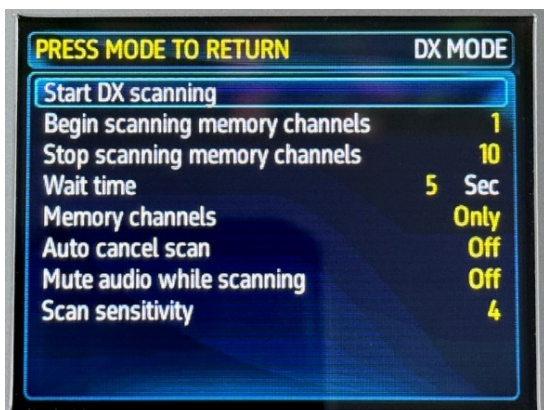 PRESS MODE TO RETURN DX MODE
Start DX scanning
Begin scanning memory channels 1
Stop scanning memory channels 10
Wait time 5 Sec
Memory channels Only
Auto cancel scan Off
Mute audio while scanning Off
Scan sensitivity 4